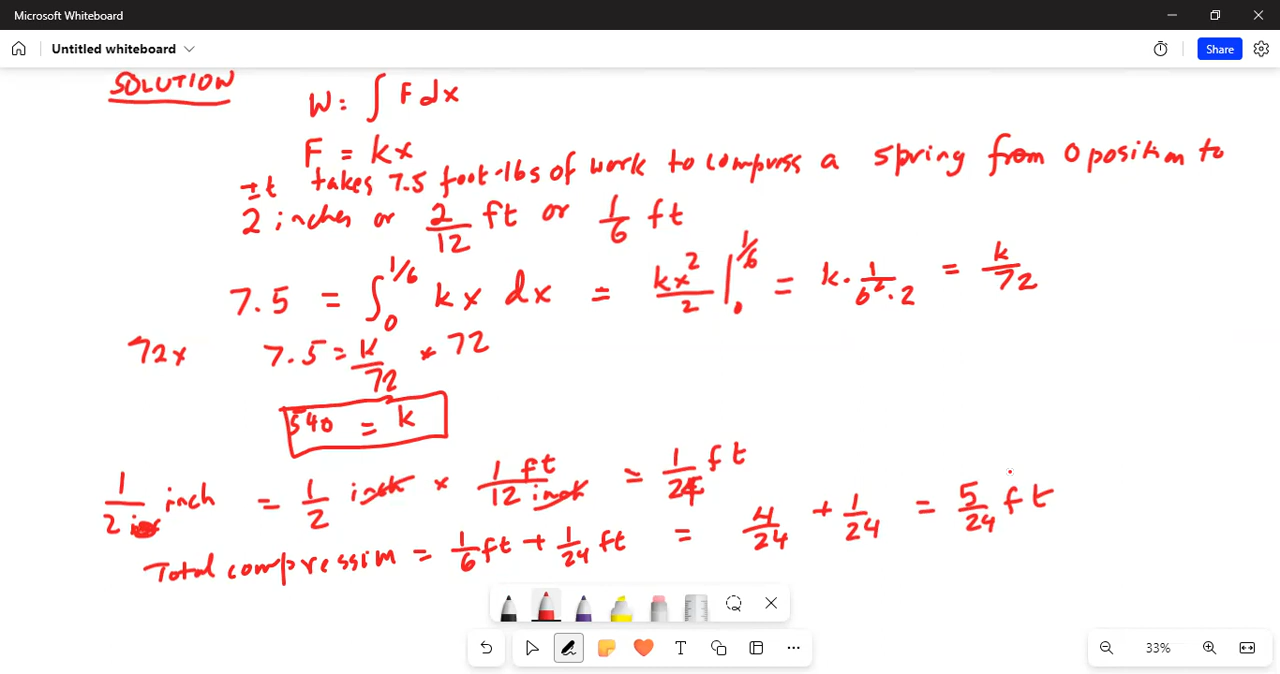 Microsoft Whiteboard
Untitled whiteboard
Share
SOLUTION
W: ∫ F dx
F = kx
It takes 7.5 foot-lbs of work to compress a spring from 0 position to
2 inches or 2/12 ft or 1/6 ft
7.5 = ∫₀^1/6 kx dx = kx²/2 |₀^1/6 = k · 1/6²·2 = k/72
72 x 7.5 = k/72 * 72
540 = k
1/2 inch = 1/2 inch * 1 ft/12 inch = 1/24 ft
Total compression = 1/6 ft + 1/24 ft = 4/24 + 1/24 = 5/24 ft
T
33%